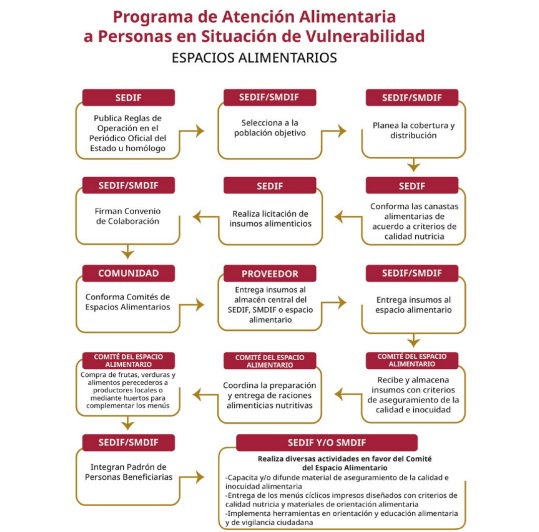 Programa de Atención Alimentaria
a Personas en Situación de Vulnerabilidad
ESPACIOS ALIMENTARIOS
SEDIF
Publica Reglas de
Operación en el
Periódico Oficial del
Estado u homólogo
SEDIF/SMDIF
Selecciona a la
población objetivo
SEDIF/SMDIF
Planea la cobertura y
distribución
SEDIF
Conforma las canastas
alimentarias de
acuerdo a criterios de
calidad nutricia
SEDIF
Realiza licitación de
insumos alimenticios
SEDIF/SMDIF
Firman Convenio
de Colaboración
COMUNIDAD
Conforma Comités de
Espacios Alimentarios
PROVEEDOR
Entrega insumos al
almacén central del
SEDIF, SMDIF o espacio
alimentario
SEDIF/SMDIF
Entrega insumos al
espacio alimentario
COMITÉ DEL ESPACIO
ALIMENTARIO
Recibe y almacena
insumos con criterios
de aseguramiento de la
calidad e inocuidad
COMITÉ DEL ESPACIO
ALIMENTARIO
Coordina la preparación
y entrega de raciones
alimenticias nutritivas
COMITÉ DEL ESPACIO
ALIMENTARIO
Compra de frutas, verduras y
alimentos perecederos a
productores locales o
mediante huertos para
complementar los menús
SEDIF/SMDIF
Integran Padrón de
Personas Beneficiarias
SEDIF Y/O SMDIF
Realiza diversas actividades en favor del Comité
del Espacio Alimentario
-Capacita y/o difunde material de aseguramiento de la calidad e
inocuidad alimentaria
-Entrega de los menús cíclicos impresos diseñados con criterios de
calidad nutricia y materiales de orientación alimentaria
-Implementa herramientas en orientación y educación alimentaria
y de vigilancia ciudadana